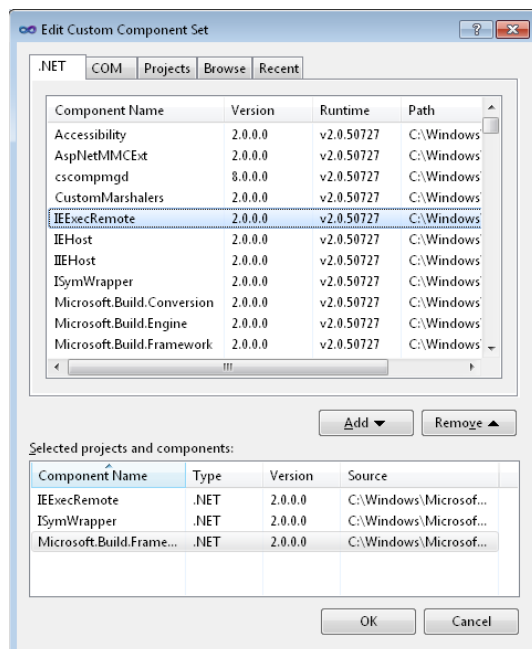 Edit Custom Component Set
.NET COM Projects Browse Recent
Component Name Version Runtime Path
Accessibility 2.0.0.0 v2.0.50727 C:\Windows\
AspNetMMCExt 2.0.0.0 v2.0.50727 C:\Windows\
cscompmgd 8.0.0.0 v2.0.50727 C:\Windows\
CustomMarshalers 2.0.0.0 v2.0.50727 C:\Windows\
IEExecRemote 2.0.0.0 v2.0.50727 C:\Windows\
IEHost 2.0.0.0 v2.0.50727 C:\Windows\
IIEHost 2.0.0.0 v2.0.50727 C:\Windows\
ISymWrapper 2.0.0.0 v2.0.50727 C:\Windows\
Microsoft.Build.Conversion 2.0.0.0 v2.0.50727 C:\Windows\
Microsoft.Build.Engine 2.0.0.0 v2.0.50727 C:\Windows\
Microsoft.Build.Framework 2.0.0.0 v2.0.50727 C:\Windows\
Add Remove
Selected projects and components:
Component Name Type Version Source
IEExecRemote .NET 2.0.0.0 C:\Windows\Microsof...
ISymWrapper .NET 2.0.0.0 C:\Windows\Microsof...
Microsoft.Build.Frame... .NET 2.0.0.0 C:\Windows\Microsof...
OK Cancel